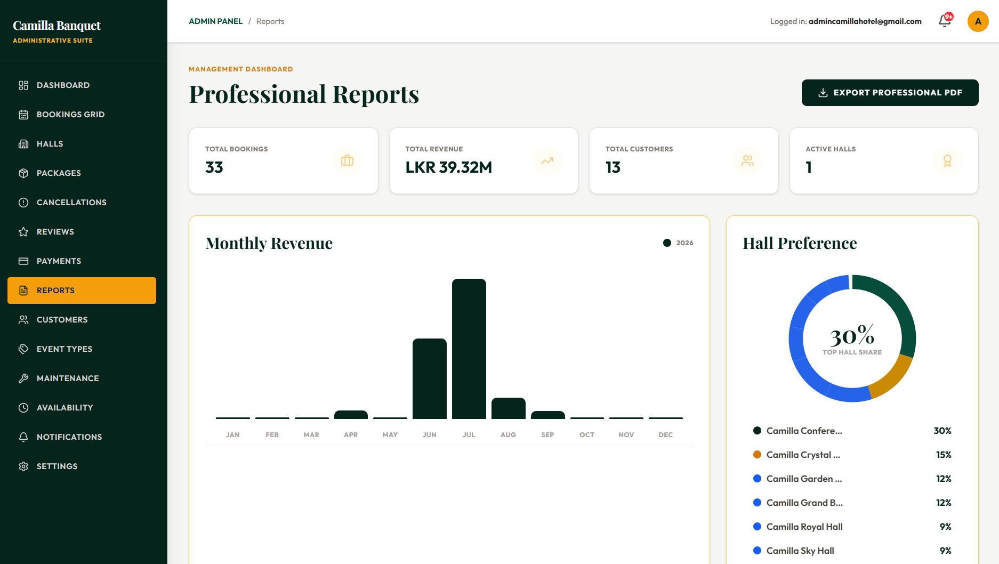 Camilla Banquet
ADMINISTRATIVE SUITE
DASHBOARD
BOOKINGS GRID
HALLS
PACKAGES
CANCELLATIONS
REVIEWS
PAYMENTS
REPORTS
CUSTOMERS
EVENT TYPES
MAINTENANCE
AVAILABILITY
NOTIFICATIONS
SETTINGS
ADMIN PANEL / Reports
Logged in: admincamillahotel@gmail.com
9+
A
MANAGEMENT DASHBOARD
Professional Reports
EXPORT PROFESSIONAL PDF
TOTAL BOOKINGS
33
TOTAL REVENUE
LKR 39.32M
TOTAL CUSTOMERS
13
ACTIVE HALLS
1
Monthly Revenue
2026
JAN FEB MAR APR MAY JUN JUL AUG SEP OCT NOV DEC
Hall Preference
30%
TOP HALL SHARE
Camilla Confere... 30%
Camilla Crystal ... 15%
Camilla Garden ... 12%
Camilla Grand B... 12%
Camilla Royal Hall 9%
Camilla Sky Hall 9%